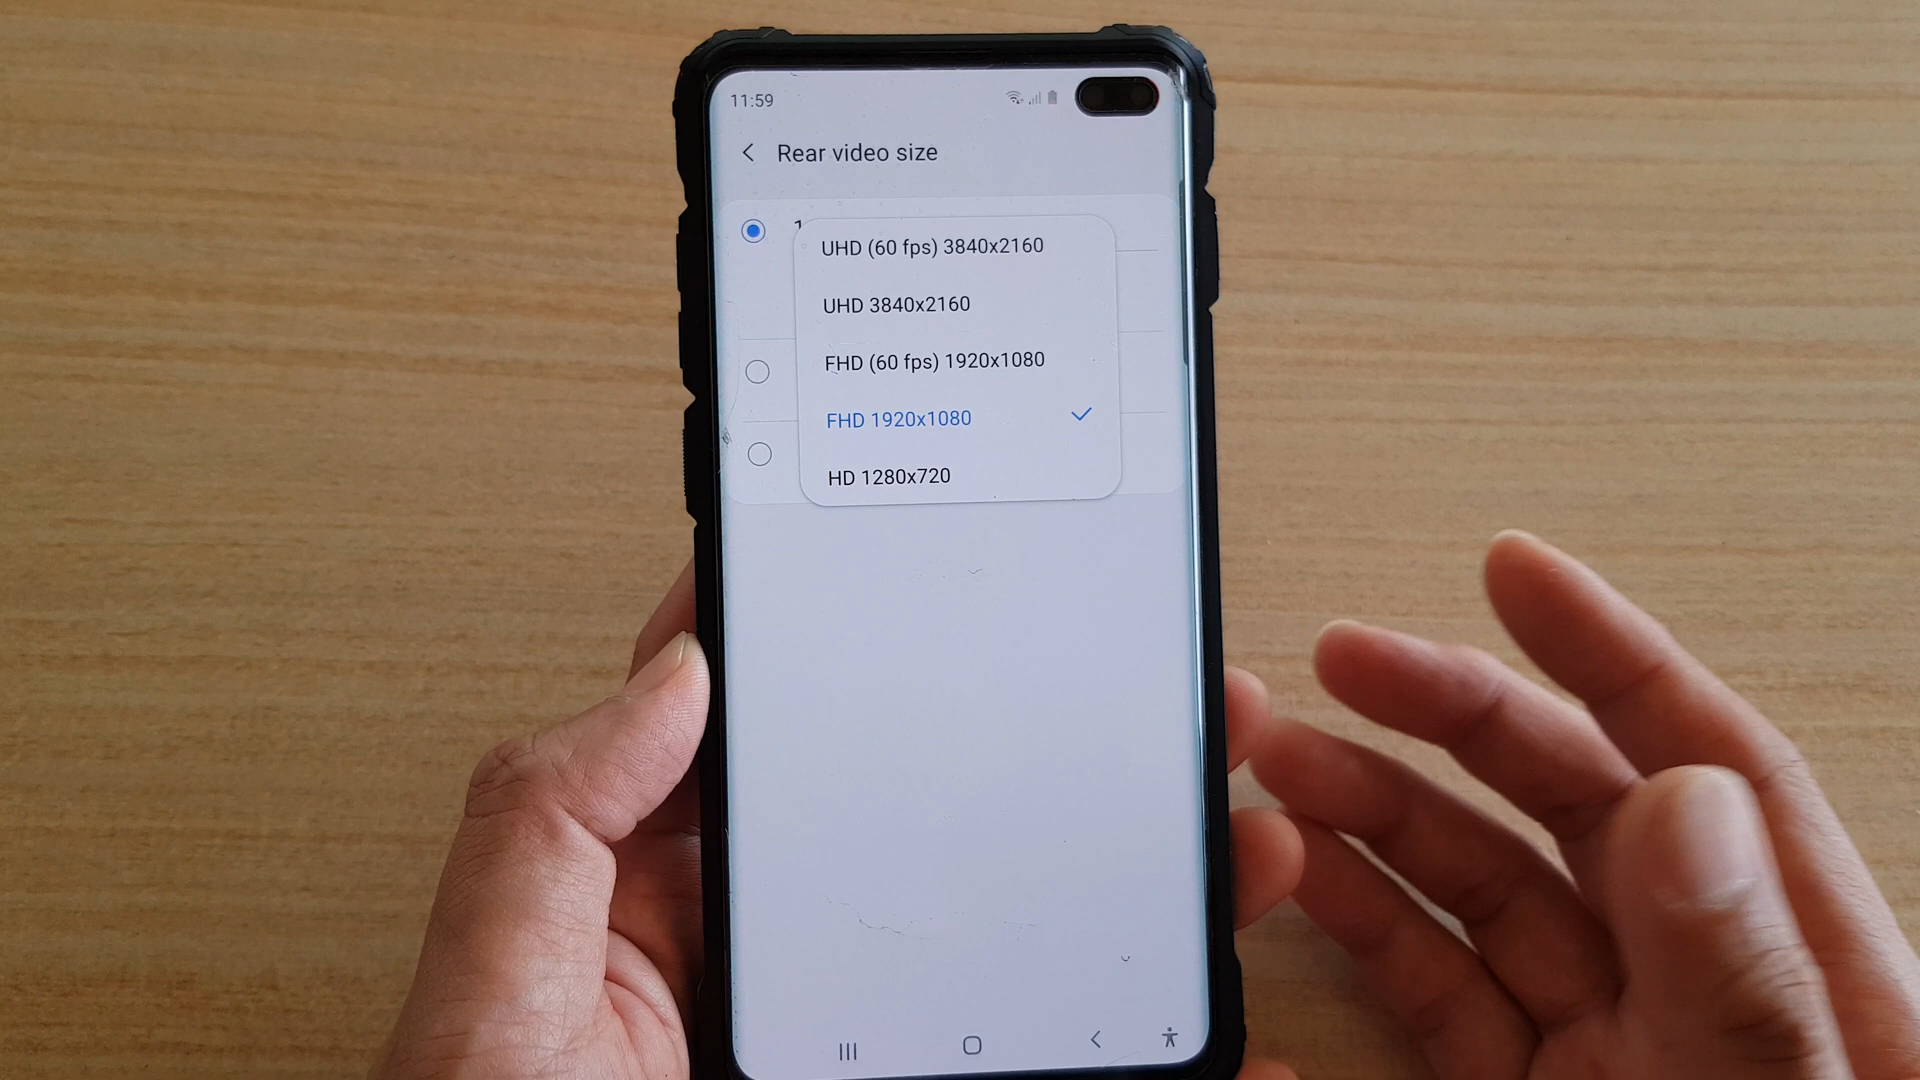 11:59
Rear video size
UHD (60 fps) 3840x2160
UHD 3840x2160
FHD (60 fps) 1920x1080
FHD 1920x1080
HD 1280x720